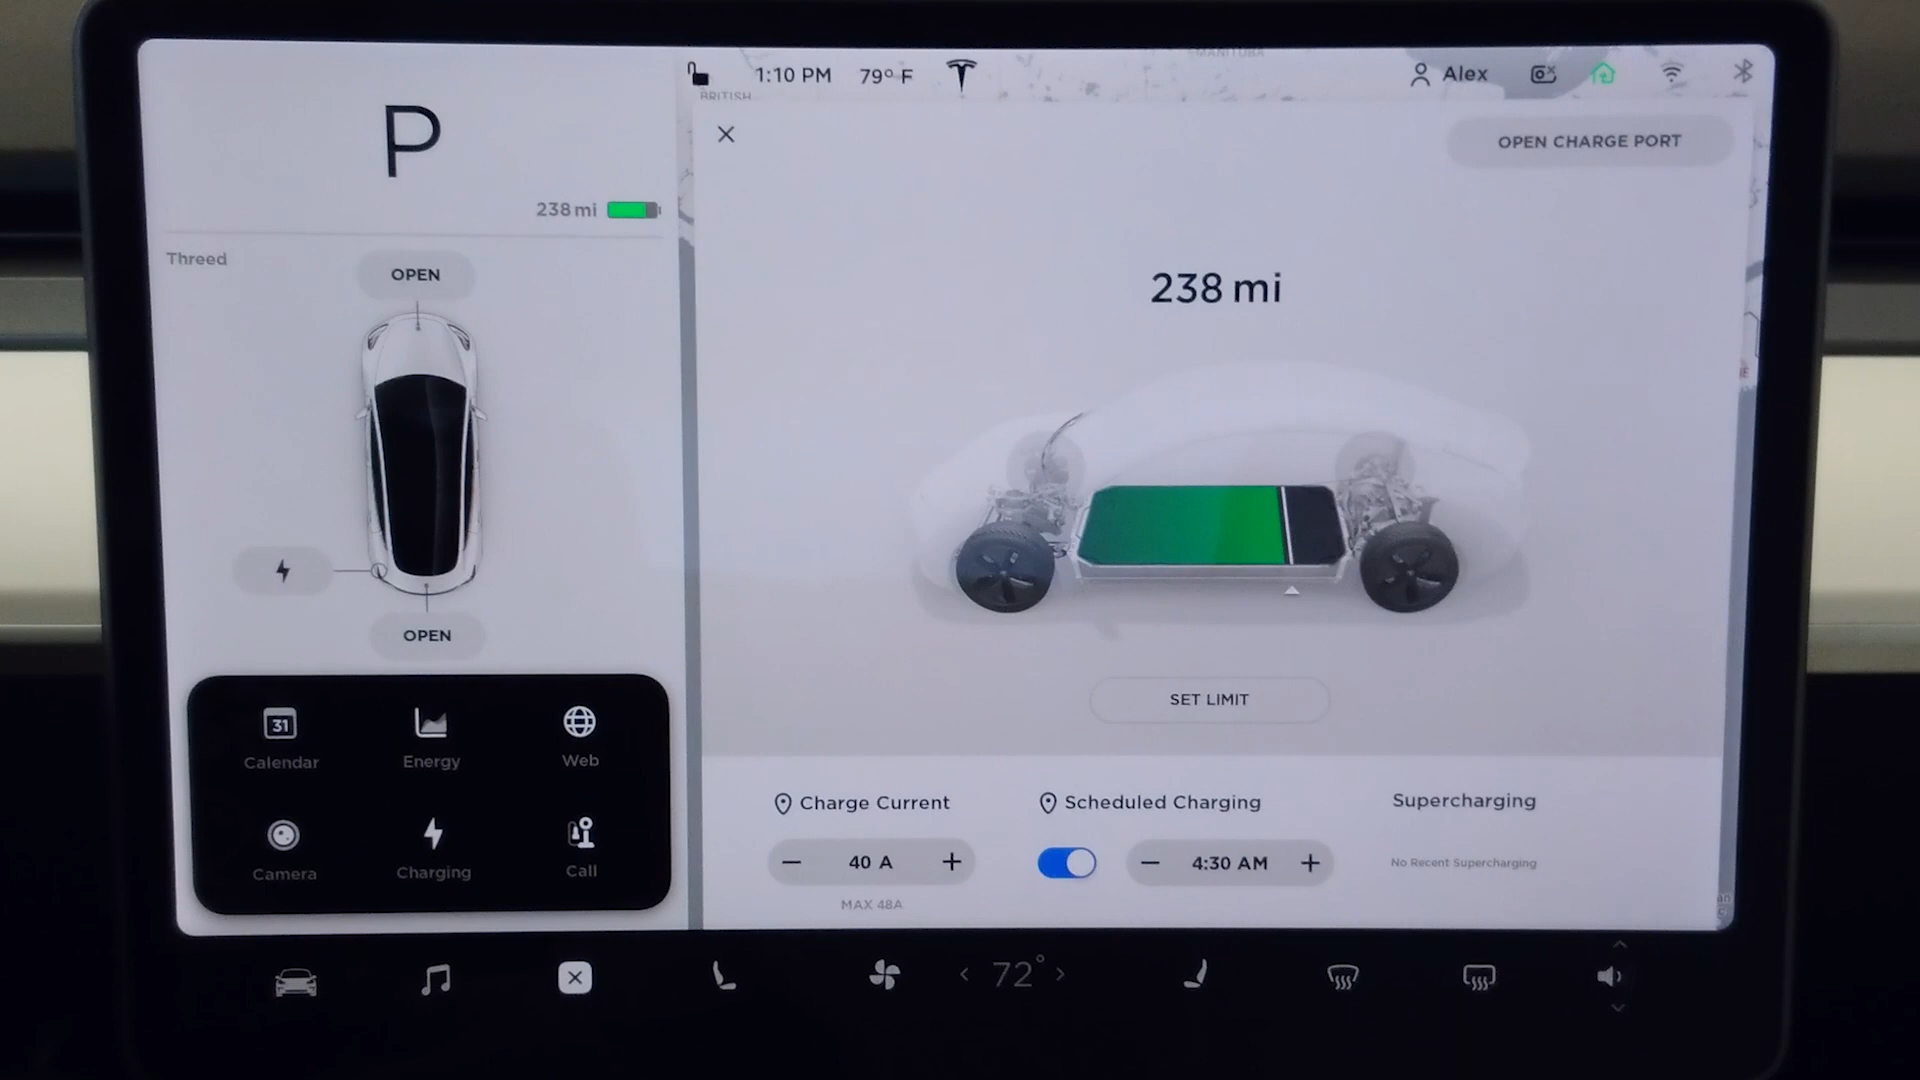 MANITOBA
1:10 PM 79° F Alex
BRITISH
P
OPEN CHARGE PORT
238 mi
Threed
OPEN
238 mi
OPEN
SET LIMIT
31
Calendar Energy Web
Camera Charging Call
Charge Current Scheduled Charging Supercharging
40 A 4:30 AM No Recent Supercharging
MAX 48A
72°